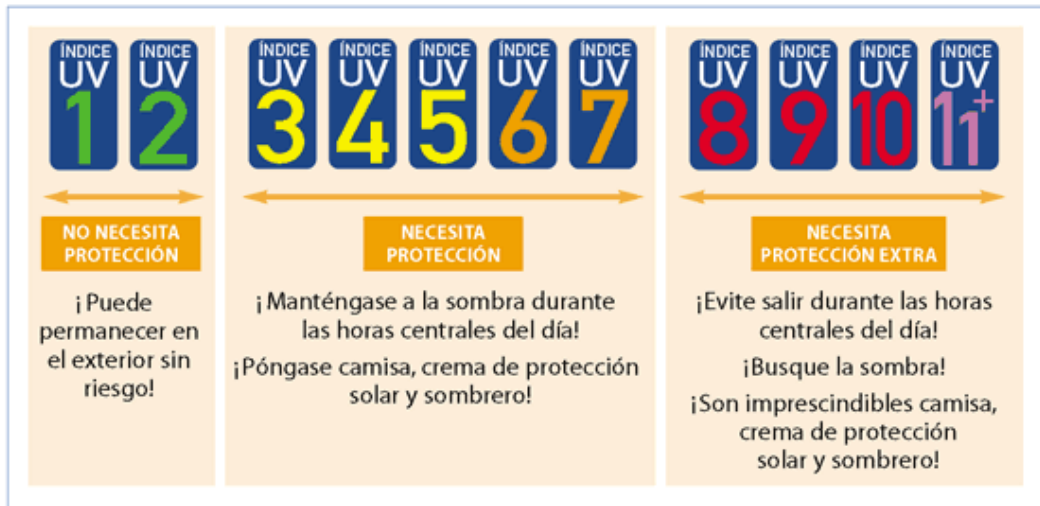 ÍNDICE
UV
1
ÍNDICE
UV
2
NO NECESITA
PROTECCIÓN
¡Puede
permanecer en
el exterior sin
riesgo!
ÍNDICE
UV
3
ÍNDICE
UV
4
ÍNDICE
UV
5
ÍNDICE
UV
6
ÍNDICE
UV
7
NECESITA
PROTECCIÓN
¡Manténgase a la sombra durante
las horas centrales del día!
¡Póngase camisa, crema de protección
solar y sombrero!
ÍNDICE
UV
8
ÍNDICE
UV
9
ÍNDICE
UV
10
ÍNDICE
UV
11+
NECESITA
PROTECCIÓN EXTRA
¡Evite salir durante las horas
centrales del día!
¡Busque la sombra!
¡Son imprescindibles camisa,
crema de protección
solar y sombrero!